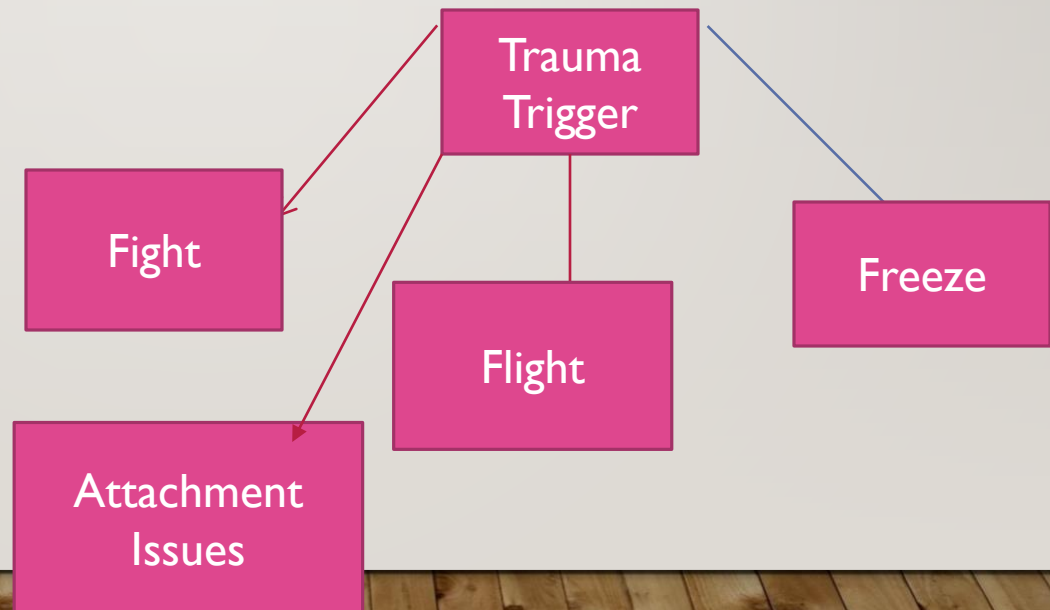 Trauma
Trigger
Fight
Freeze
Flight
Attachment
Issues